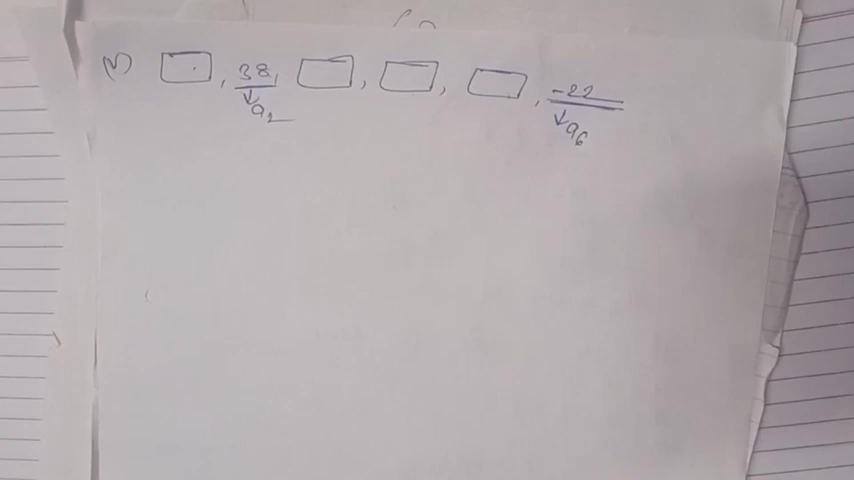 (v) , 38, , , , -22
a2 a6